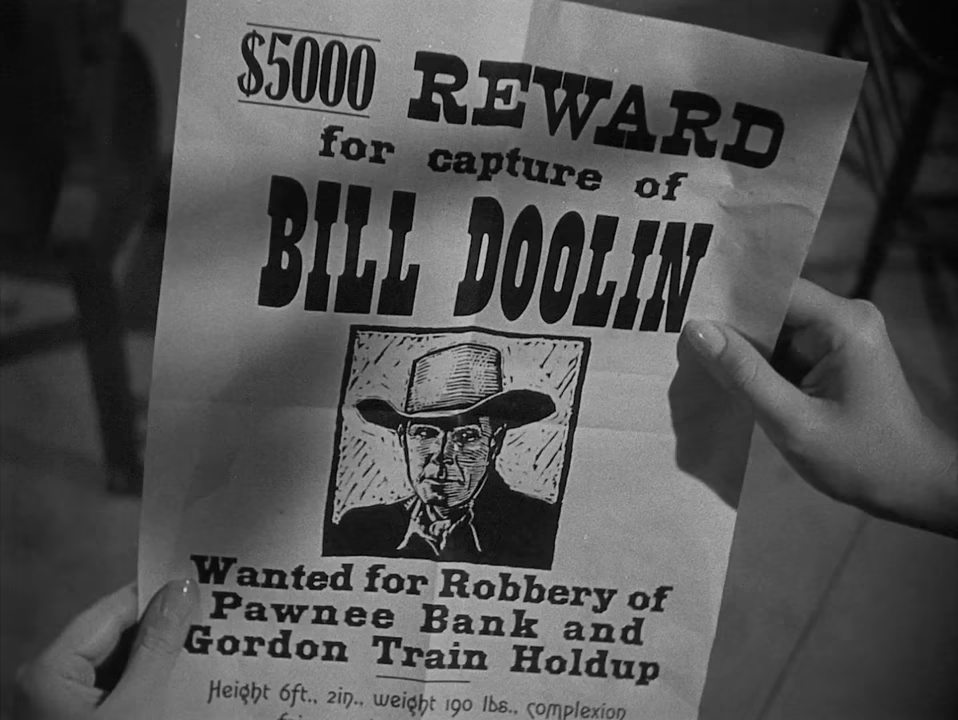 $5000 REWARD
for capture of
BILL DOOLIN
Wanted for Robbery of
Pawnee Bank and
Gordon Train Holdup
Height 6ft., 2in., weight 190 lbs., complexion